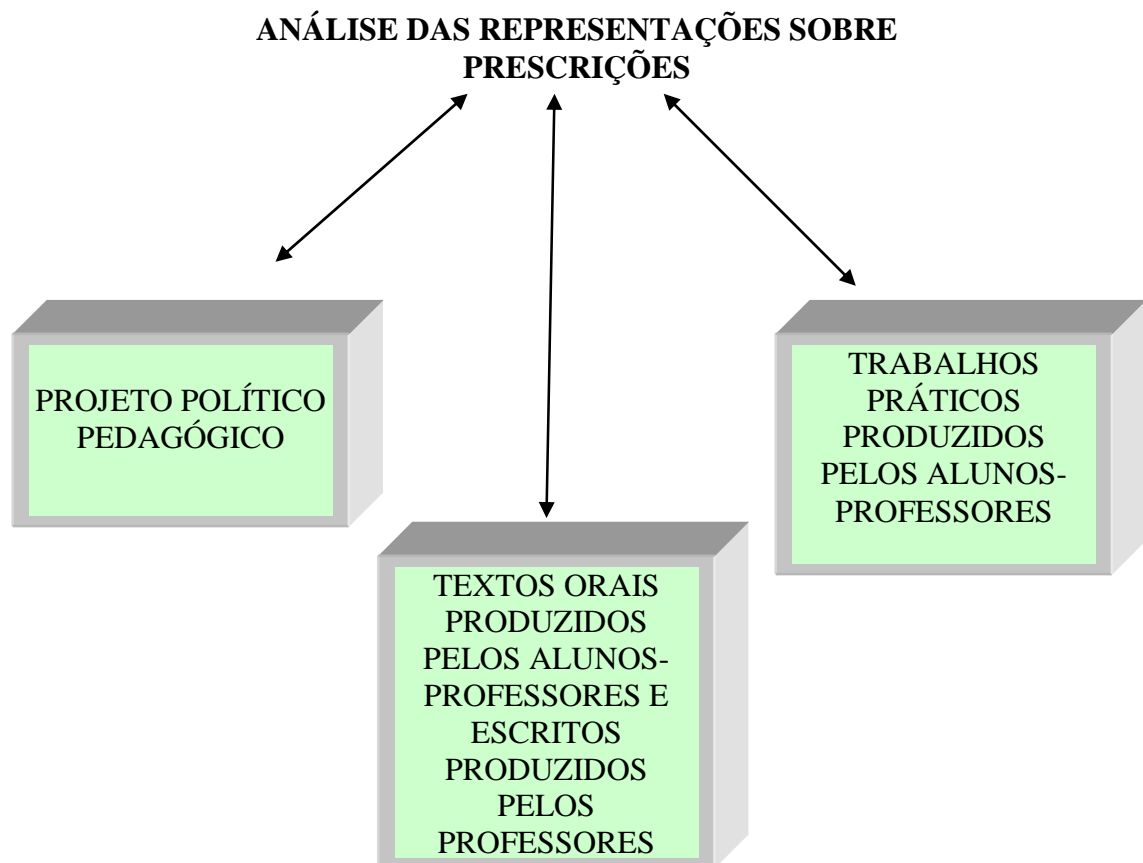 ANÁLISE DAS REPRESENTAÇÕES SOBRE
PRESCRIÇÕES
PROJETO POLÍTICO
PEDAGÓGICO
TEXTOS ORAIS
PRODUZIDOS
PELOS ALUNOS-
PROFESSORES E
ESCRITOS
PRODUZIDOS
PELOS
PROFESSORES
TRABALHOS
PRÁTICOS
PRODUZIDOS
PELOS ALUNOS-
PROFESSORES